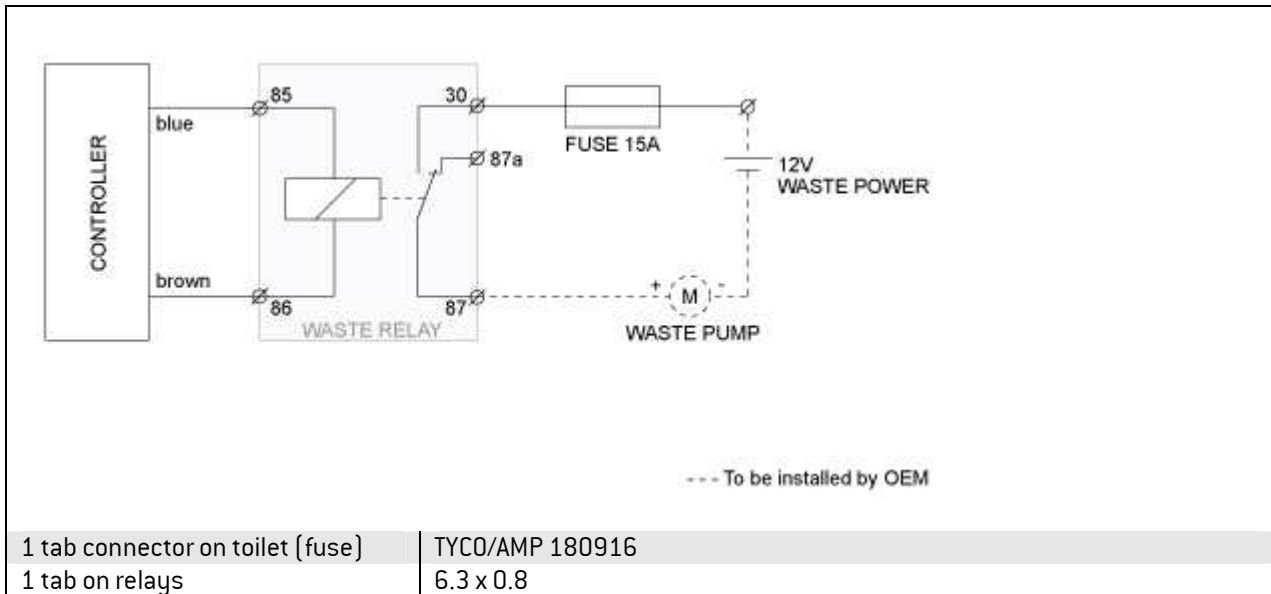 CONTROLLER
blue
brown
85
86
30
87a
87
WASTE RELAY
FUSE 15A
12V
WASTE POWER
+ M -
WASTE PUMP
--- To be installed by OEM
1 tab connector on toilet (fuse) TYCO/AMP 180916
1 tab on relays 6.3 x 0.8